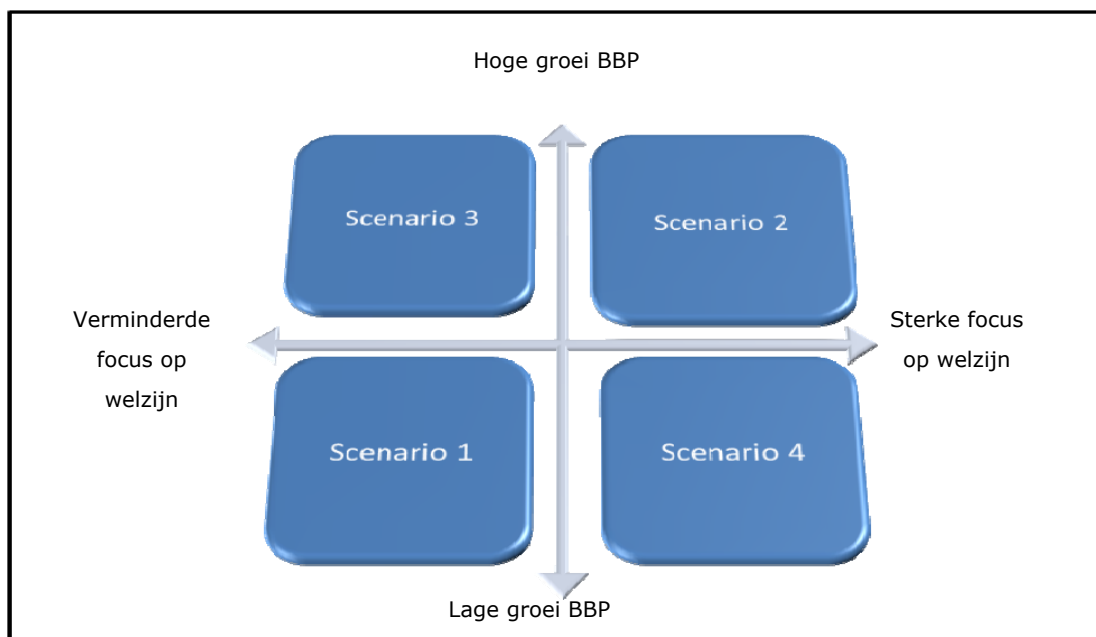 Hoge groei BBP
Scenario 3
Scenario 2
Verminderde
focus op
welzijn
Sterke focus
op welzijn
Scenario 1
Scenario 4
Lage groei BBP